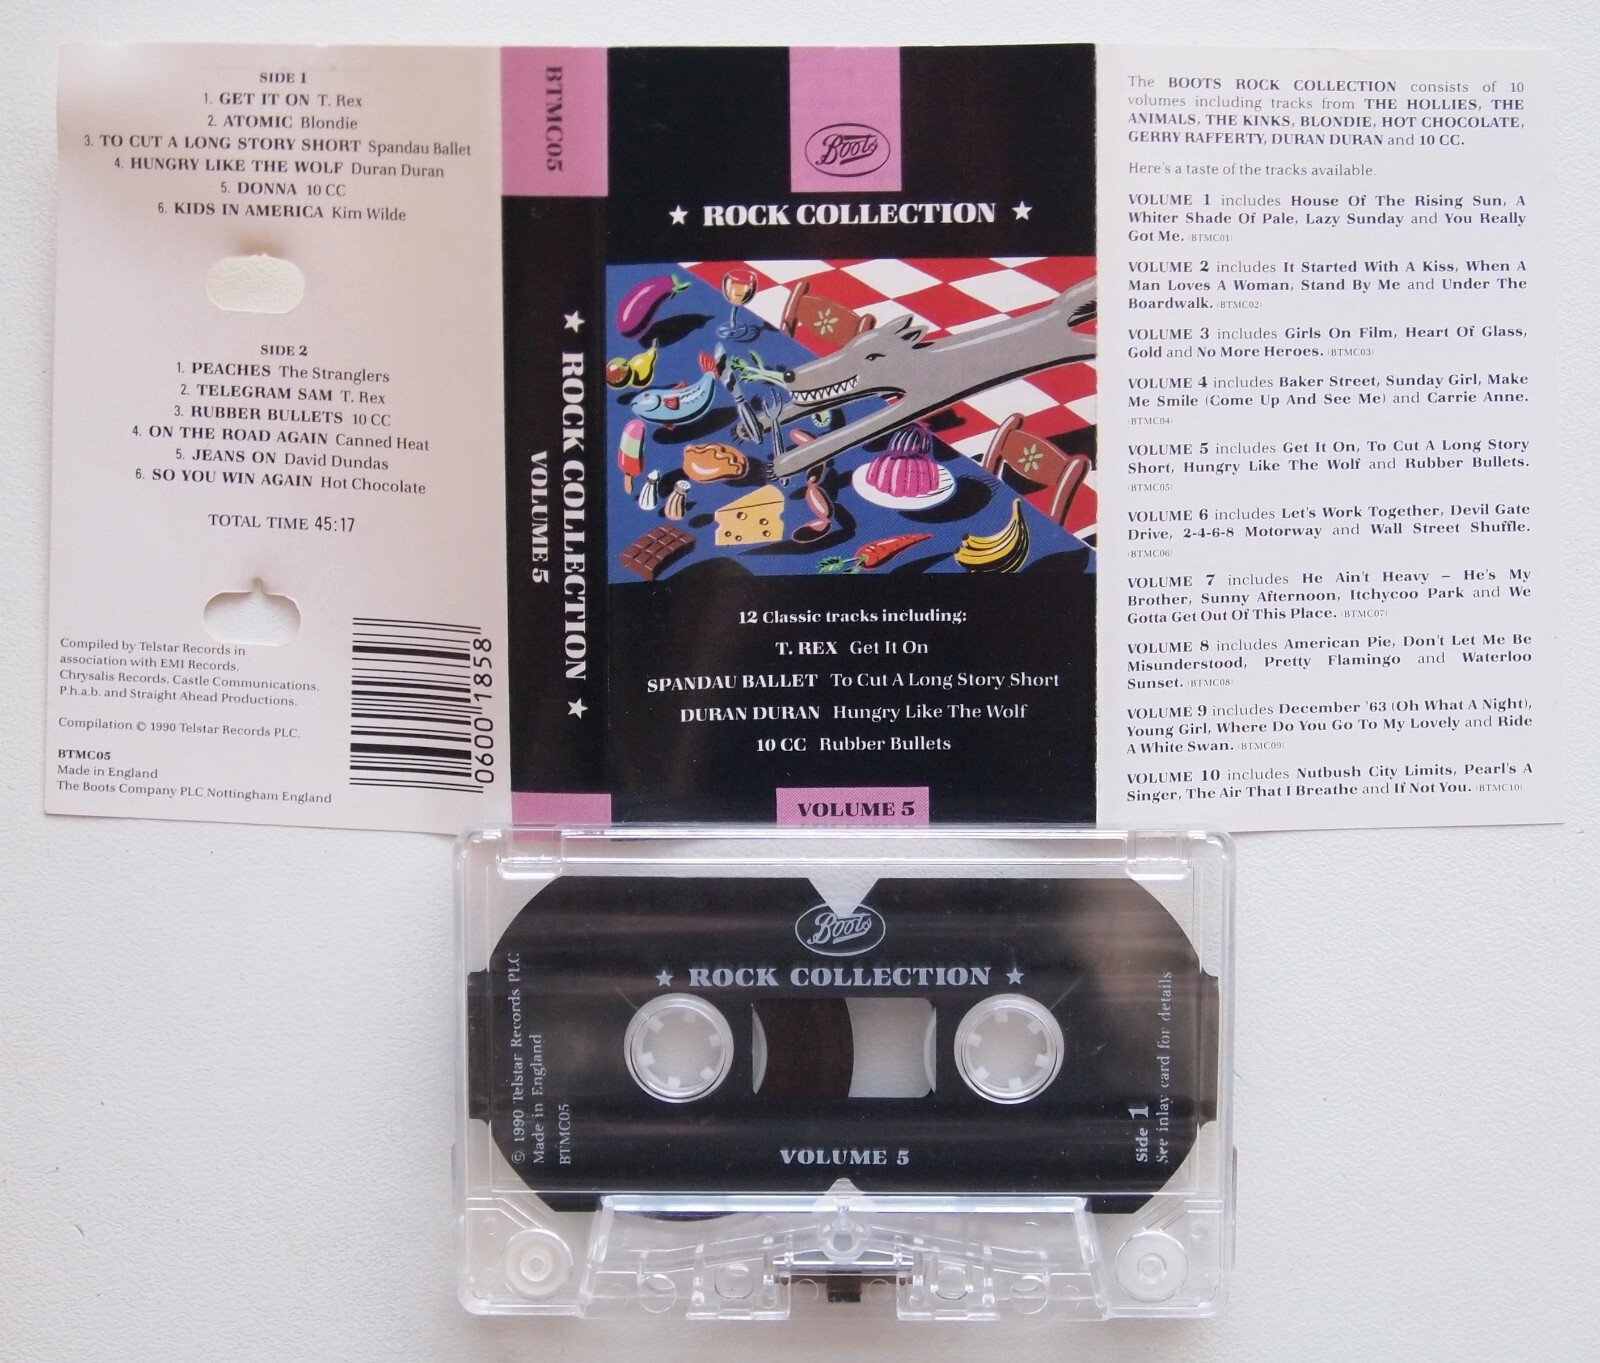 SIDE 1
1. GET IT ON T. Rex
2. ATOMIC Blondie
3. TO CUT A LONG STORY SHORT Spandau Ballet
4. HUNGRY LIKE THE WOLF Duran Duran
5. DONNA 10 CC
6. KIDS IN AMERICA Kim Wilde
SIDE 2
1. PEACHES The Stranglers
2. TELEGRAM SAM T. Rex
3. RUBBER BULLETS 10 CC
4. ON THE ROAD AGAIN Canned Heat
5. JEANS ON David Dundas
6. SO YOU WIN AGAIN Hot Chocolate
TOTAL TIME 45:17
Compiled by Telstar Records in
association with EMI Records,
Chrysalis Records, Castle Communications,
P.h.a.b. and Straight Ahead Productions.
Compilation © 1990 Telstar Records PLC.
BTMC05
Made in England
The Boots Company PLC Nottingham England
06001858
BTMC05
★ ROCK COLLECTION ★
VOLUME 5
Boots
★ ROCK COLLECTION ★
12 Classic tracks including:
T. REX Get It On
SPANDAU BALLET To Cut A Long Story Short
DURAN DURAN Hungry Like The Wolf
10 CC Rubber Bullets
VOLUME 5
The BOOTS ROCK COLLECTION consists of 10
volumes including tracks from THE HOLLIES, THE
ANIMALS, THE KINKS, BLONDIE, HOT CHOCOLATE,
GERRY RAFFERTY, DURAN DURAN and 10 CC.
Here's a taste of the tracks available.
VOLUME 1 includes House Of The Rising Sun, A
Whiter Shade Of Pale, Lazy Sunday and You Really
Got Me. (BTMC01)
VOLUME 2 includes It Started With A Kiss, When A
Man Loves A Woman, Stand By Me and Under The
Boardwalk. (BTMC02)
VOLUME 3 includes Girls On Film, Heart Of Glass,
Gold and No More Heroes. (BTMC03)
VOLUME 4 includes Baker Street, Sunday Girl, Make
Me Smile (Come Up And See Me) and Carrie Anne.
(BTMC04)
VOLUME 5 includes Get It On, To Cut A Long Story
Short, Hungry Like The Wolf and Rubber Bullets.
(BTMC05)
VOLUME 6 includes Let's Work Together, Devil Gate
Drive, 2-4-6-8 Motorway and Wall Street Shuffle.
(BTMC06)
VOLUME 7 includes He Ain't Heavy – He's My
Brother, Sunny Afternoon, Itchycoo Park and We
Gotta Get Out Of This Place. (BTMC07)
VOLUME 8 includes American Pie, Don't Let Me Be
Misunderstood, Pretty Flamingo and Waterloo
Sunset. (BTMC08)
VOLUME 9 includes December '63 (Oh What A Night),
Young Girl, Where Do You Go To My Lovely and Ride
A White Swan. (BTMC09)
VOLUME 10 includes Nutbush City Limits, Pearl's A
Singer, The Air That I Breathe and If Not You. (BTMC10)
Boots
★ ROCK COLLECTION ★
© 1990 Telstar Records PLC
Made in England
BTMC05
VOLUME 5
Side 1
See inlay card for details